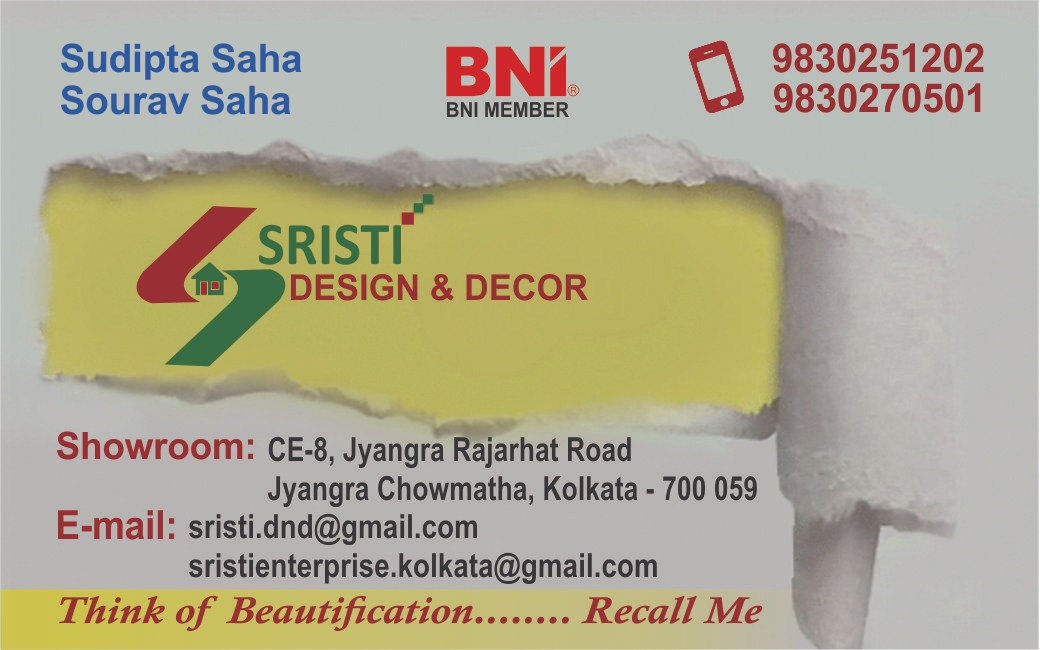 Sudipta Saha
Sourav Saha
BNI®
BNI MEMBER
9830251202
9830270501
SRISTI
DESIGN & DECOR
Showroom: CE-8, Jyangra Rajarhat Road
Jyangra Chowmatha, Kolkata - 700 059
E-mail: sristi.dnd@gmail.com
sristienterprise.kolkata@gmail.com
Think of Beautification........ Recall Me